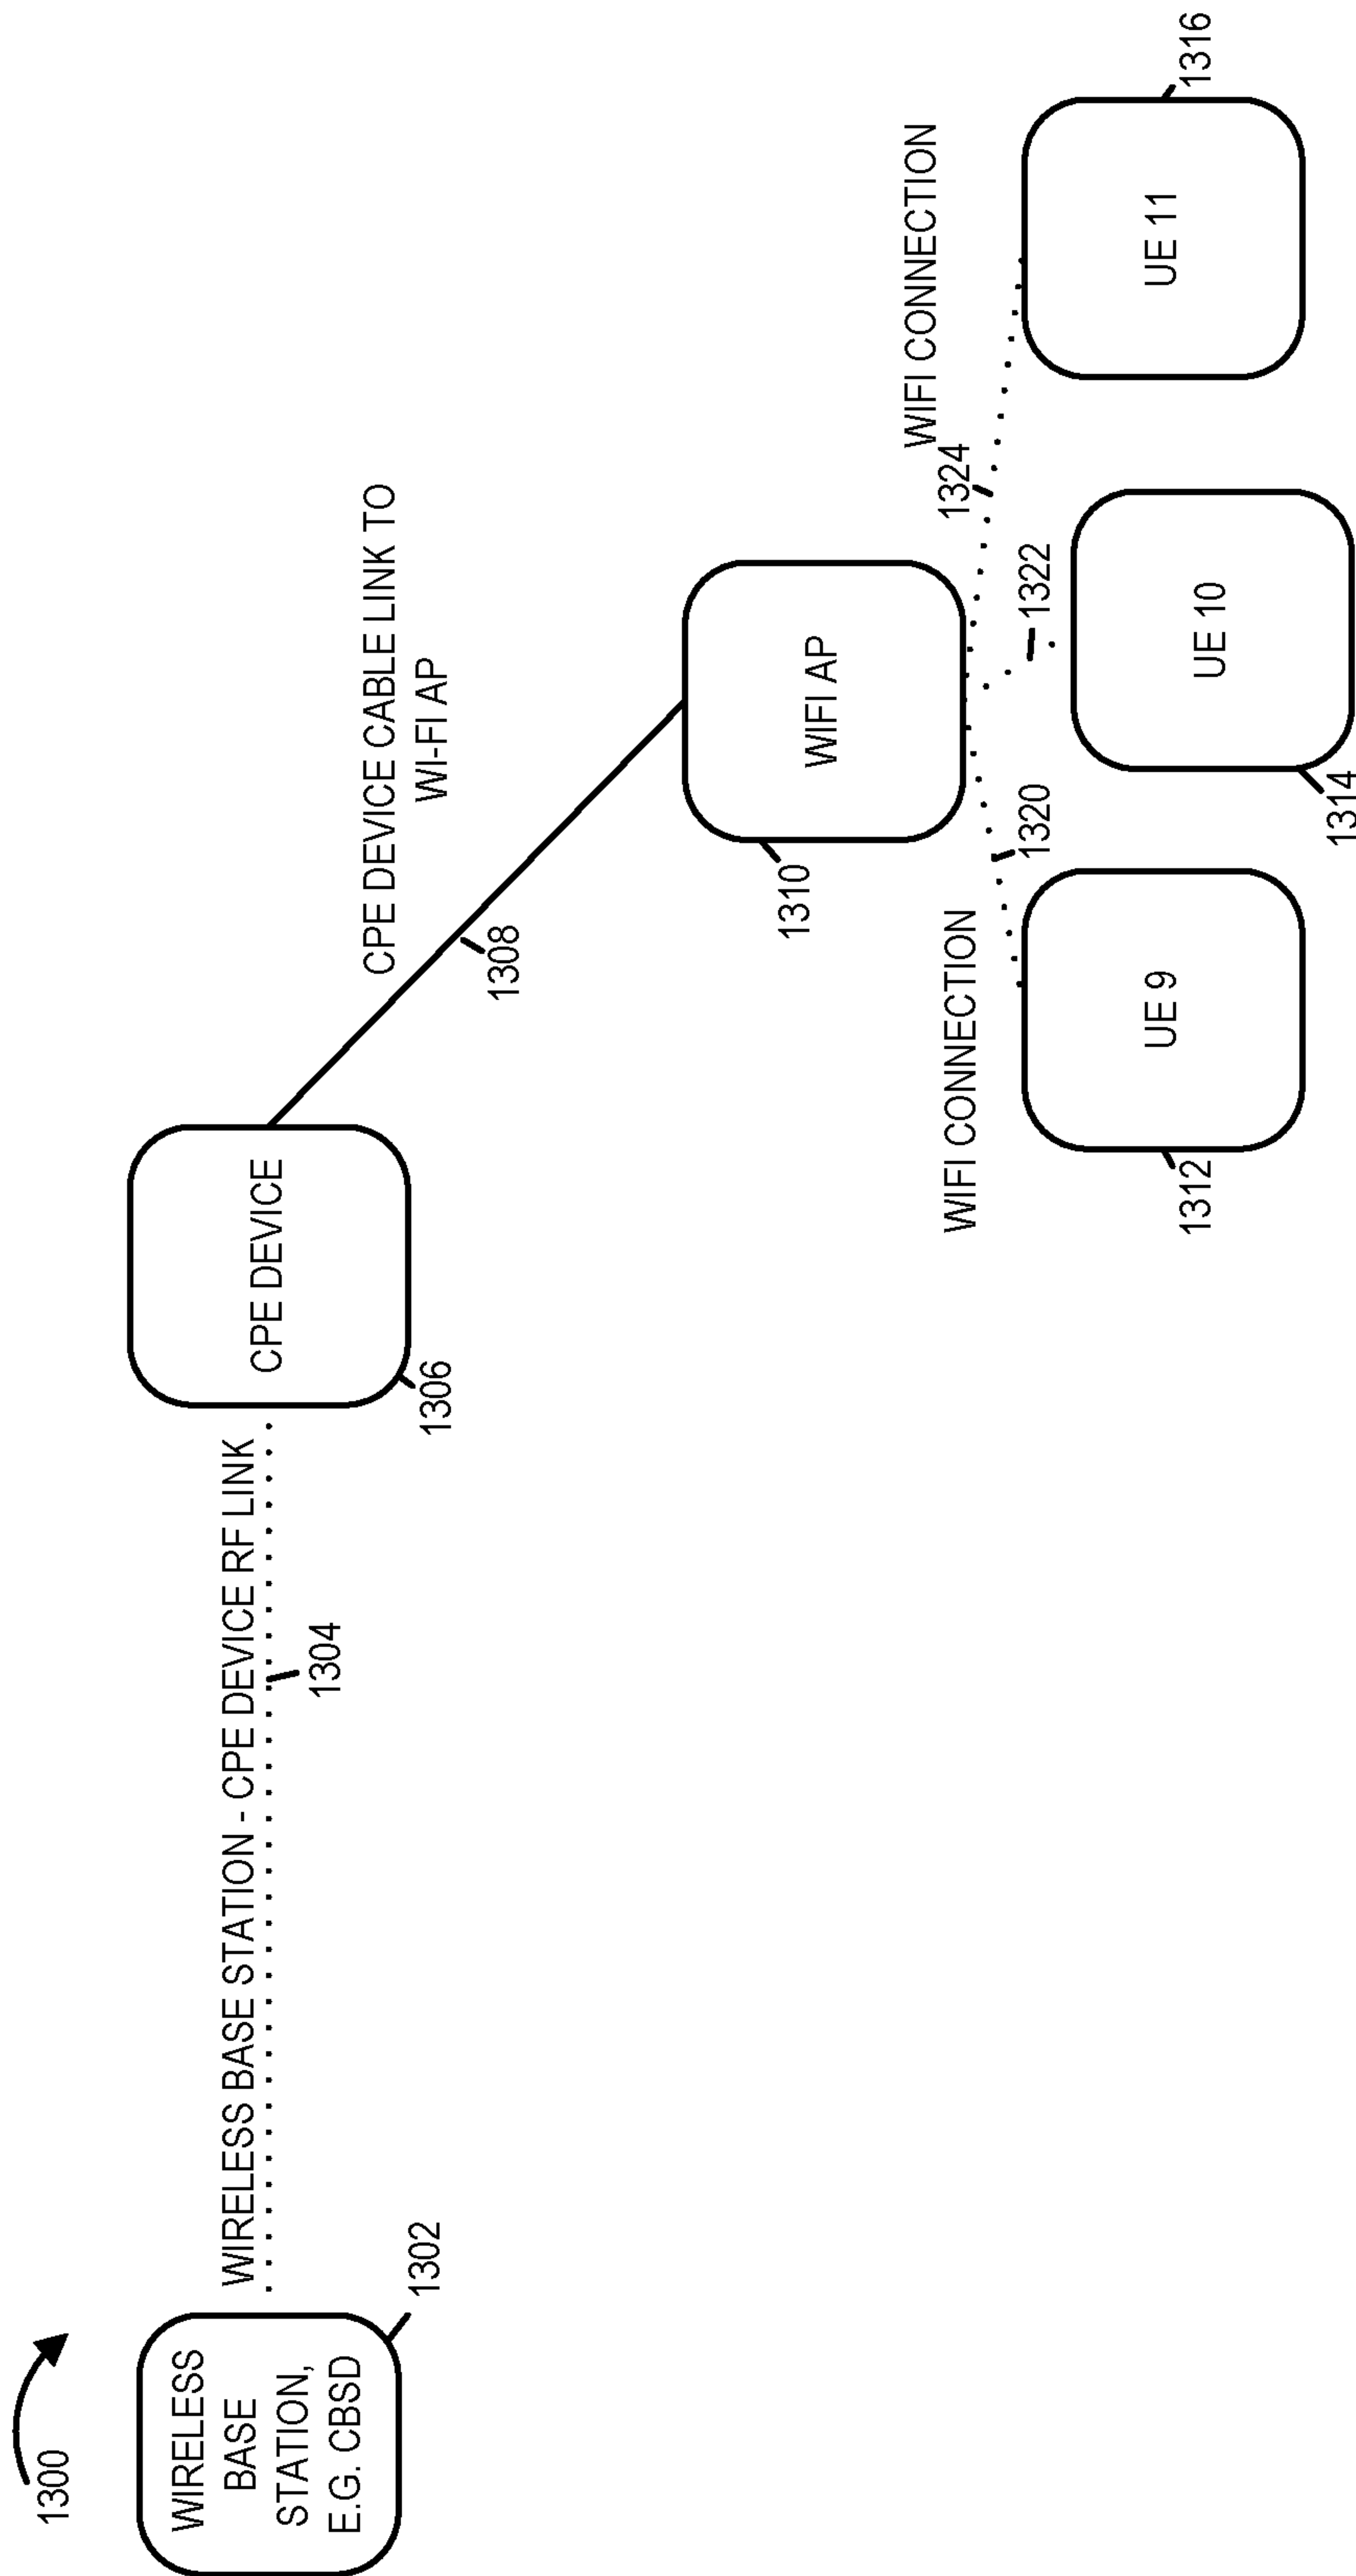 1300
WIRELESS
BASE
STATION,
E.G. CBSD
1302
WIRELESS BASE STATION - CPE DEVICE RF LINK
1304
CPE DEVICE
1306
CPE DEVICE CABLE LINK TO
WI-FI AP
1308
WIFI AP
1310
WIFI CONNECTION
1320
1322
1324
WIFI CONNECTION
UE 9
1312
UE 10
1314
UE 11
1316